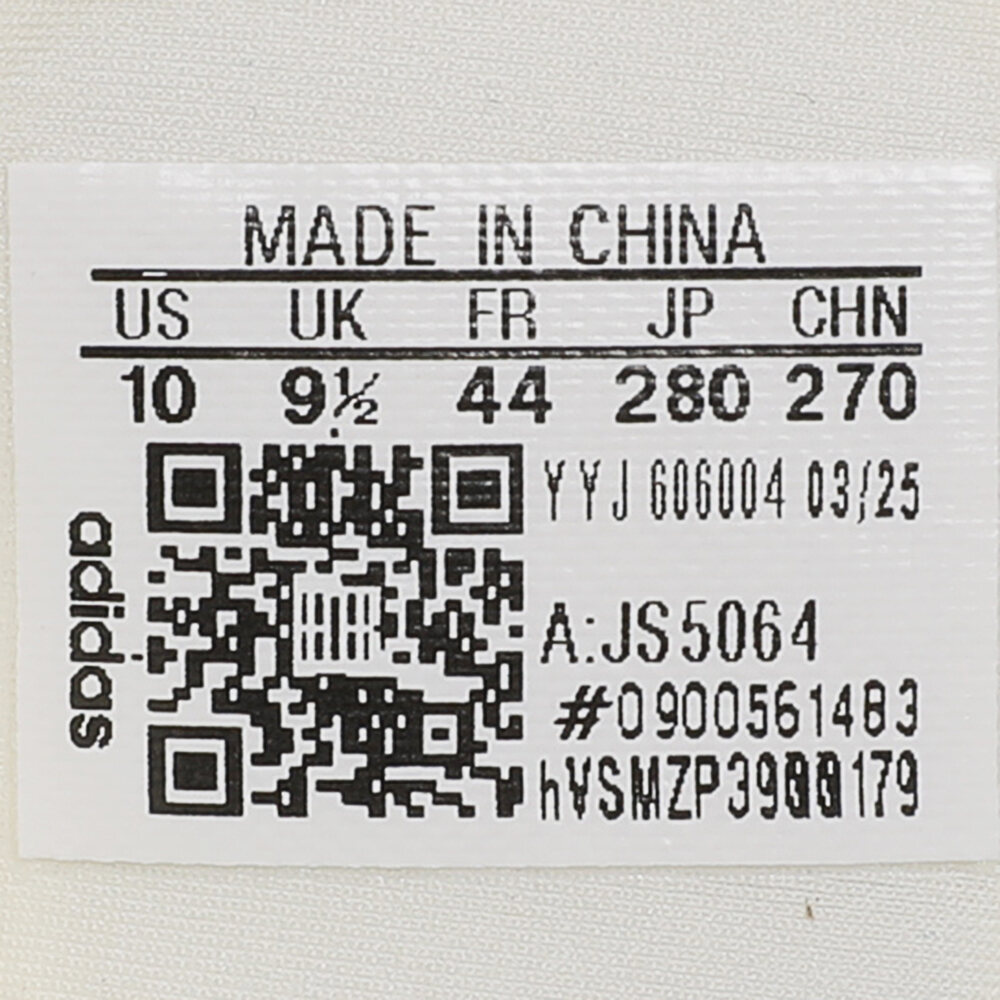 MADE IN CHINA
US UK FR JP CHN
10 9½ 44 280 270
YYJ 606004 03/25
adidas
A:JS5064
#0900561483